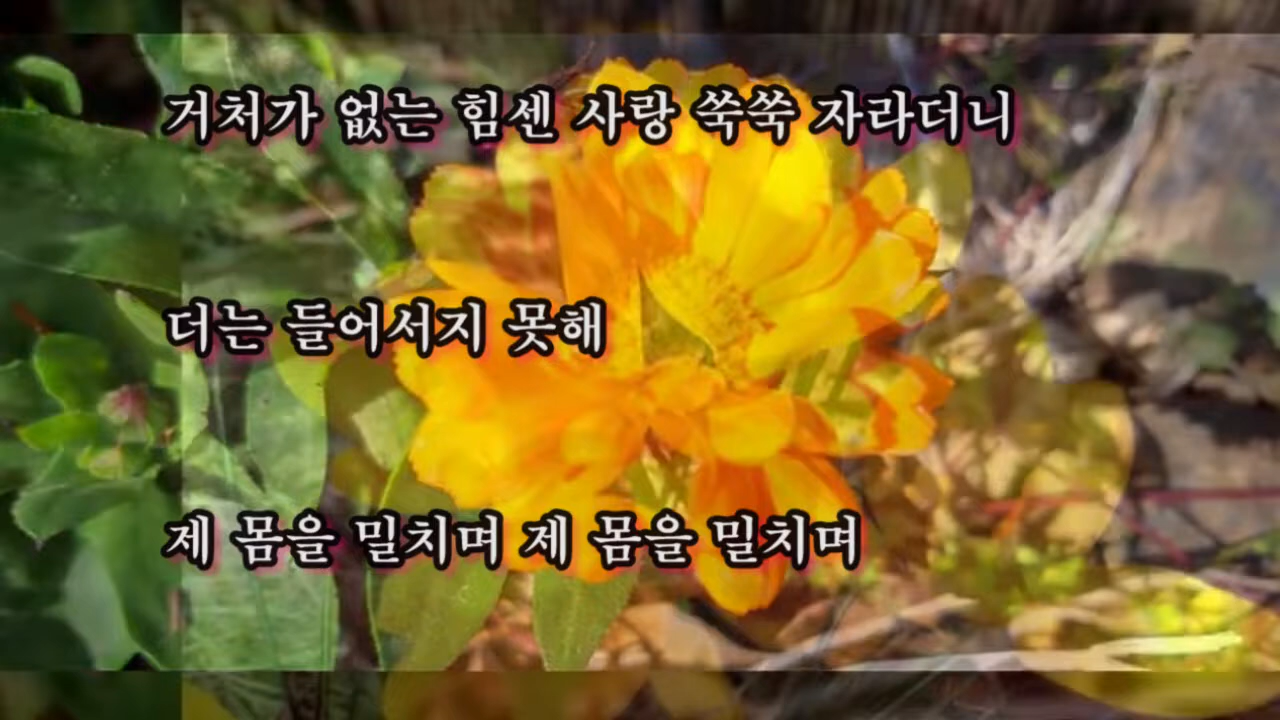 거처가 없는 힘센 사랑 쑥쑥 자라더니
더는 들어서지 못해
제 몸을 밀치며 제 몸을 밀치며